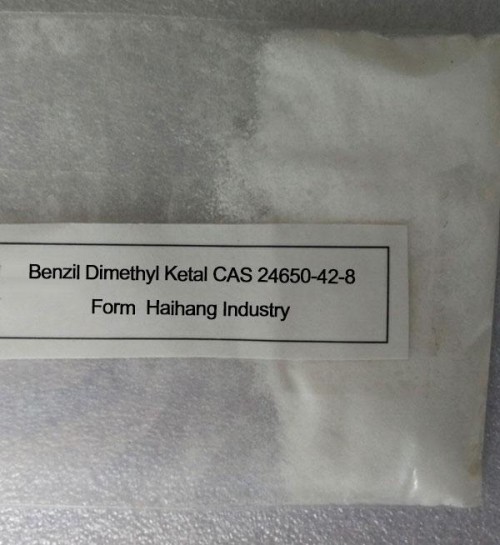 Benzil Dimethyl Ketal CAS 24650-42-8
Form Haihang Industry